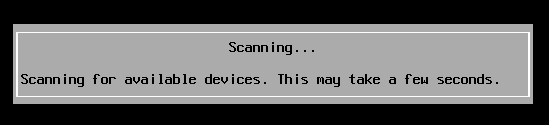 Scanning...
Scanning for available devices. This may take a few seconds.